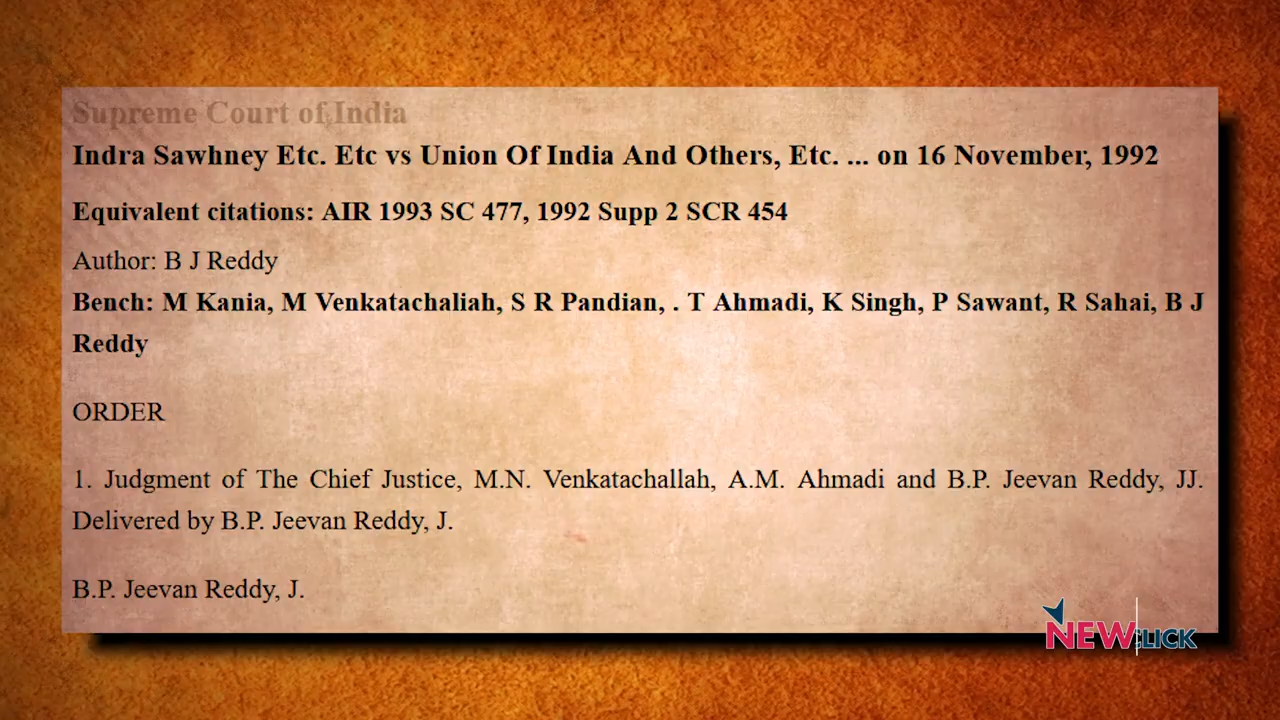 Supreme Court of India
Indra Sawhney Etc. Etc vs Union Of India And Others, Etc. ... on 16 November, 1992
Equivalent citations: AIR 1993 SC 477, 1992 Supp 2 SCR 454
Author: B J Reddy
Bench: M Kania, M Venkatachaliah, S R Pandian, . T Ahmadi, K Singh, P Sawant, R Sahai, B J
Reddy
ORDER
1. Judgment of The Chief Justice, M.N. Venkatachallah, A.M. Ahmadi and B.P. Jeevan Reddy, JJ.
Delivered by B.P. Jeevan Reddy, J.
B.P. Jeevan Reddy, J.
NEWSCLICK